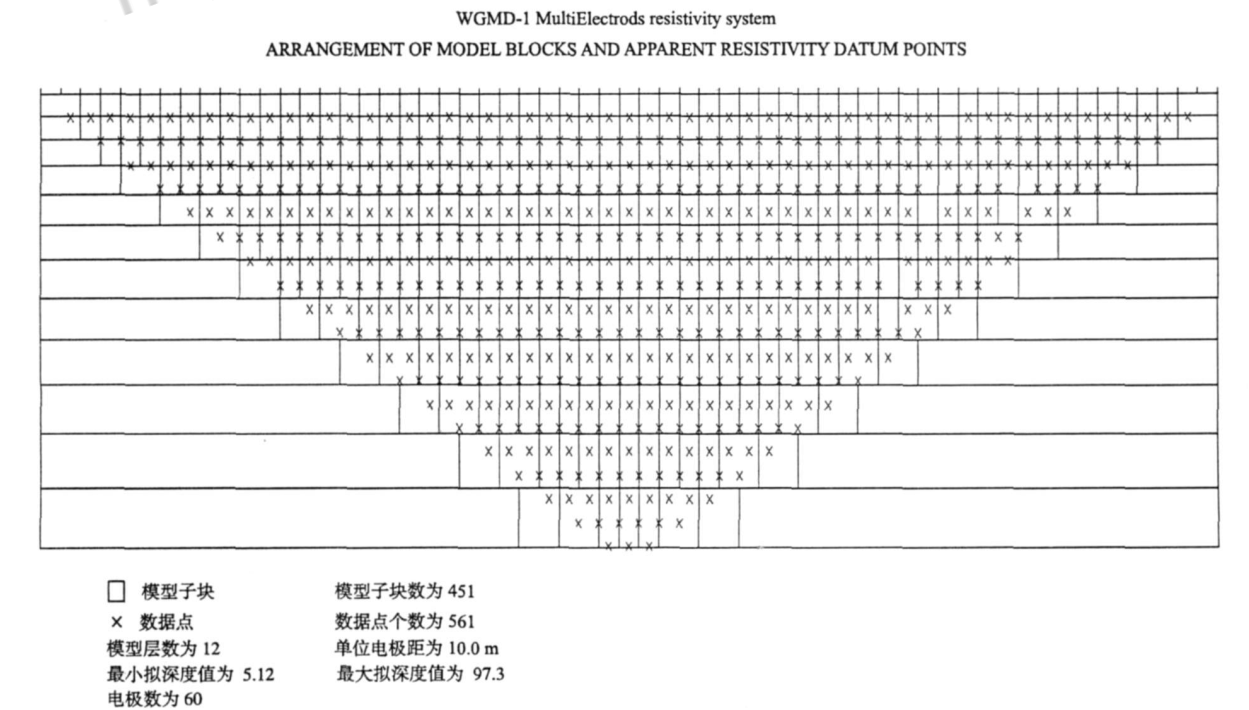 WGMD-1 MultiElectrods resistivity system
ARRANGEMENT OF MODEL BLOCKS AND APPARENT RESISTIVITY DATUM POINTS
模型子块 模型子块数为 451
× 数据点 数据点个数为 561
模型层数为 12 单位电极距为 10.0 m
最小拟深度值为 5.12 最大拟深度值为 97.3
电极数为 60